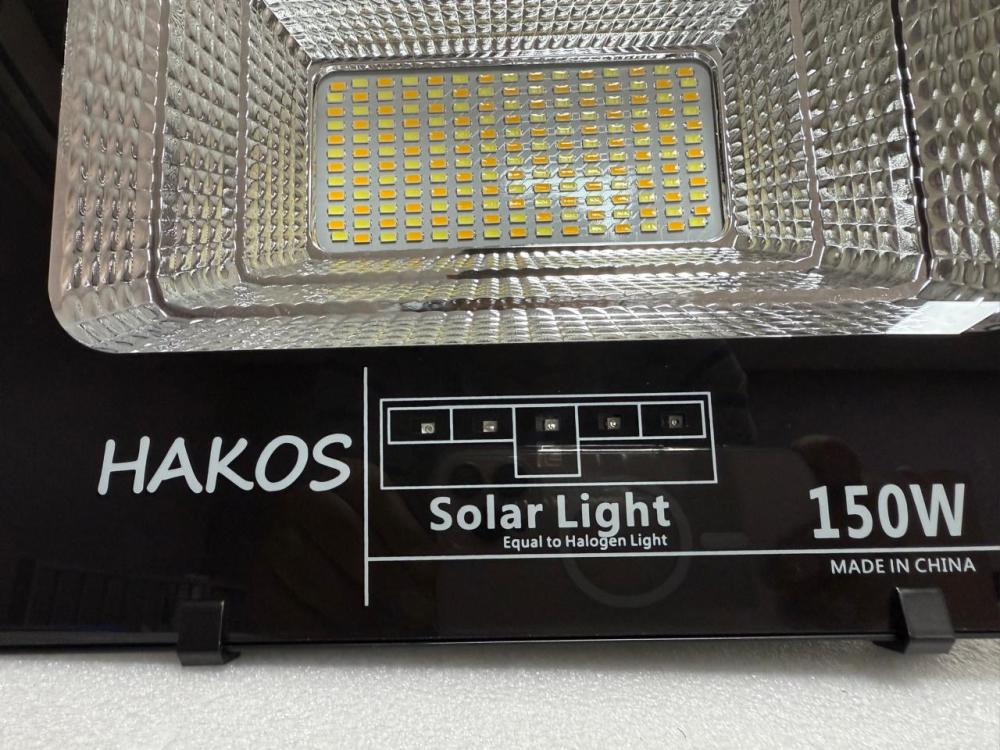 HAKOS
Solar Light
Equal to Halogen Light
150W
MADE IN CHINA